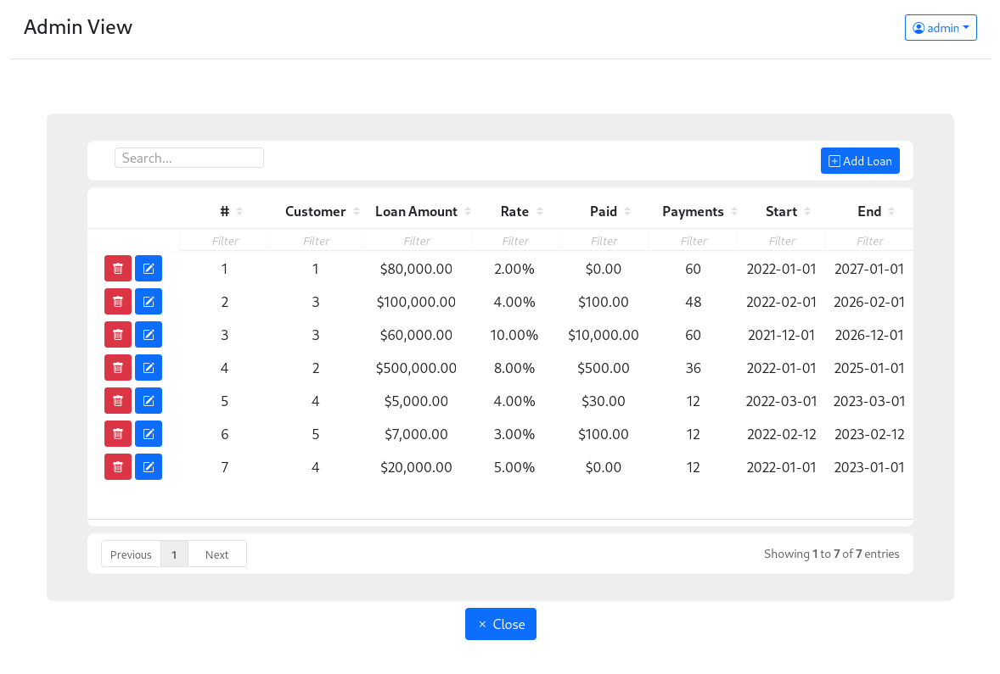 Admin View
admin
Search...
Add Loan
# Customer Loan Amount Rate Paid Payments Start End
Filter Filter Filter Filter Filter Filter Filter Filter
1 1 $80,000.00 2.00% $0.00 60 2022-01-01 2027-01-01
2 3 $100,000.00 4.00% $100.00 48 2022-02-01 2026-02-01
3 3 $60,000.00 10.00% $10,000.00 60 2021-12-01 2026-12-01
4 2 $500,000.00 8.00% $500.00 36 2022-01-01 2025-01-01
5 4 $5,000.00 4.00% $30.00 12 2022-03-01 2023-03-01
6 5 $7,000.00 3.00% $100.00 12 2022-02-12 2023-02-12
7 4 $20,000.00 5.00% $0.00 12 2022-01-01 2023-01-01
Previous 1 Next
Showing 1 to 7 of 7 entries
× Close